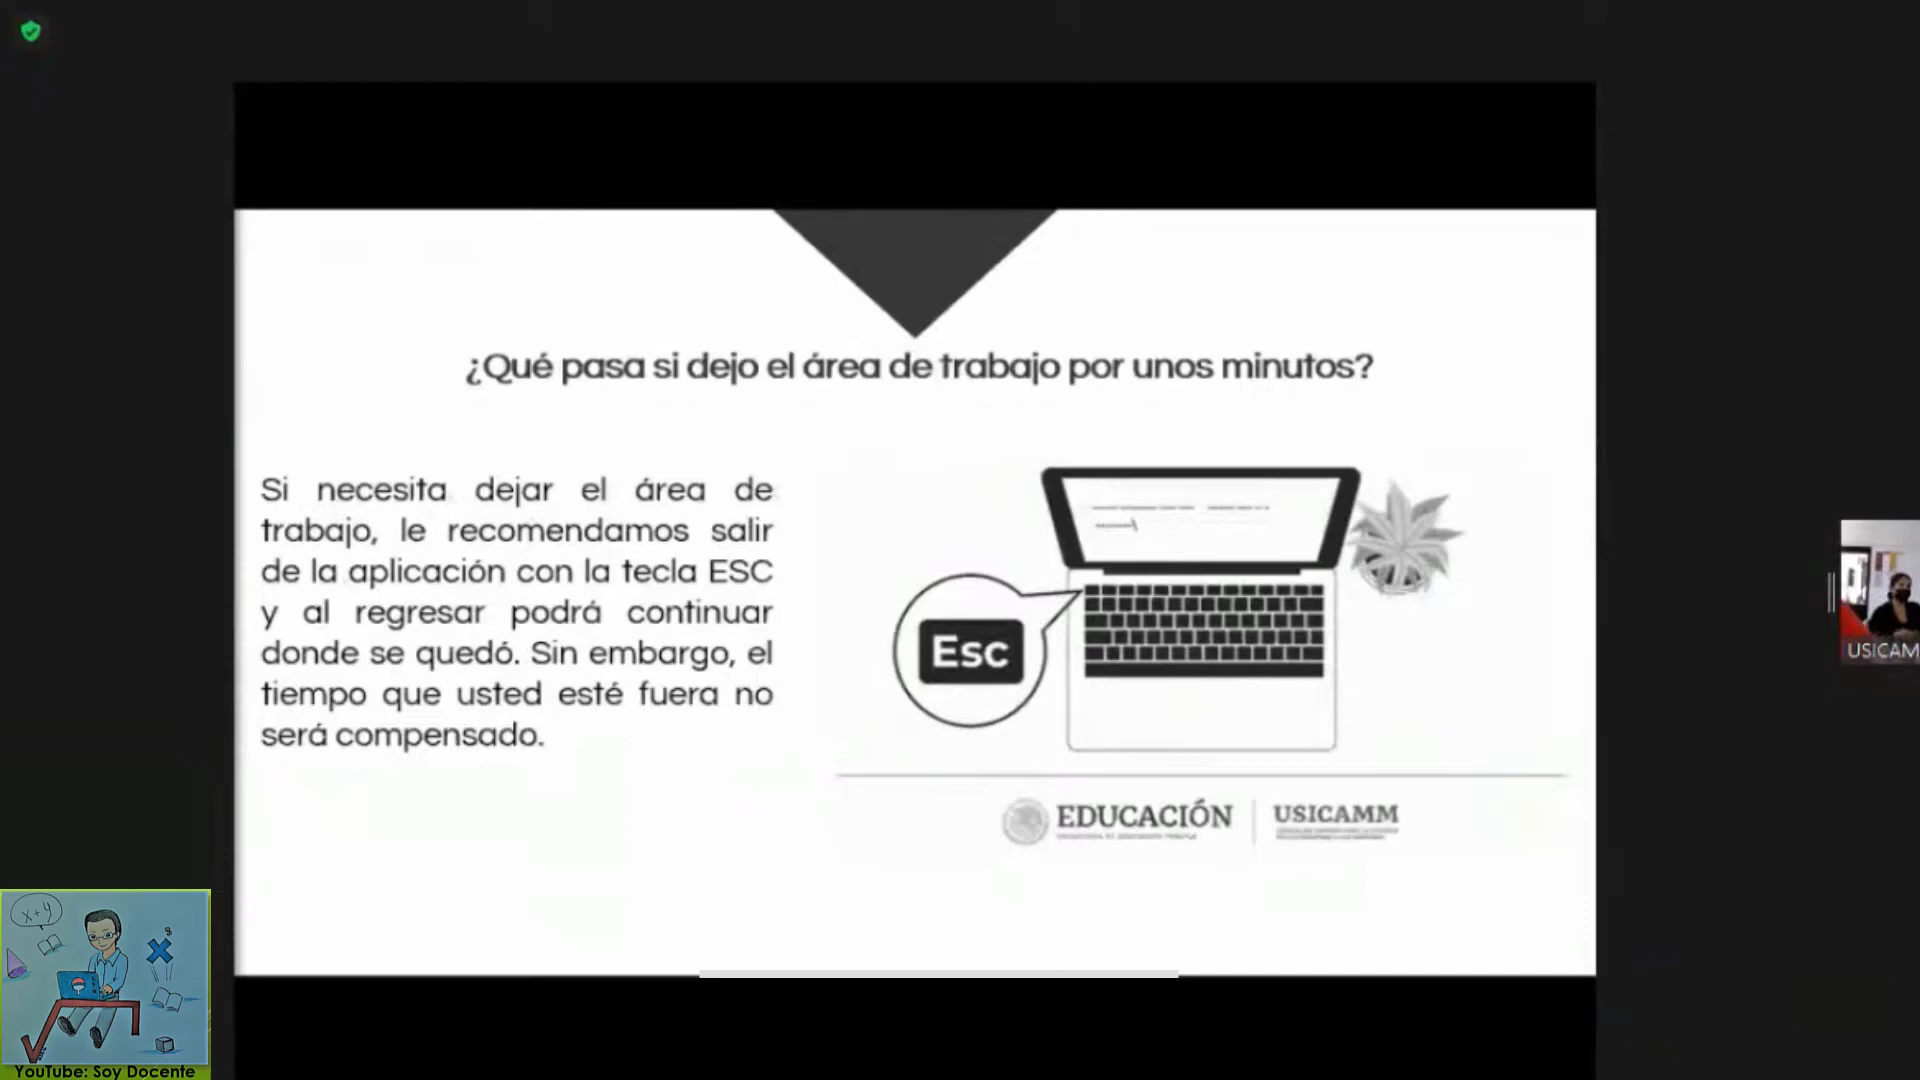 ¿Qué pasa si dejo el área de trabajo por unos minutos?
Si necesita dejar el área de
trabajo, le recomendamos salir
de la aplicación con la tecla ESC
y al regresar podrá continuar
donde se quedó. Sin embargo, el
tiempo que usted esté fuera no
será compensado.
Esc
EDUCACIÓN
USICAMM
USICAM
x+y
YouTube: Soy Docente